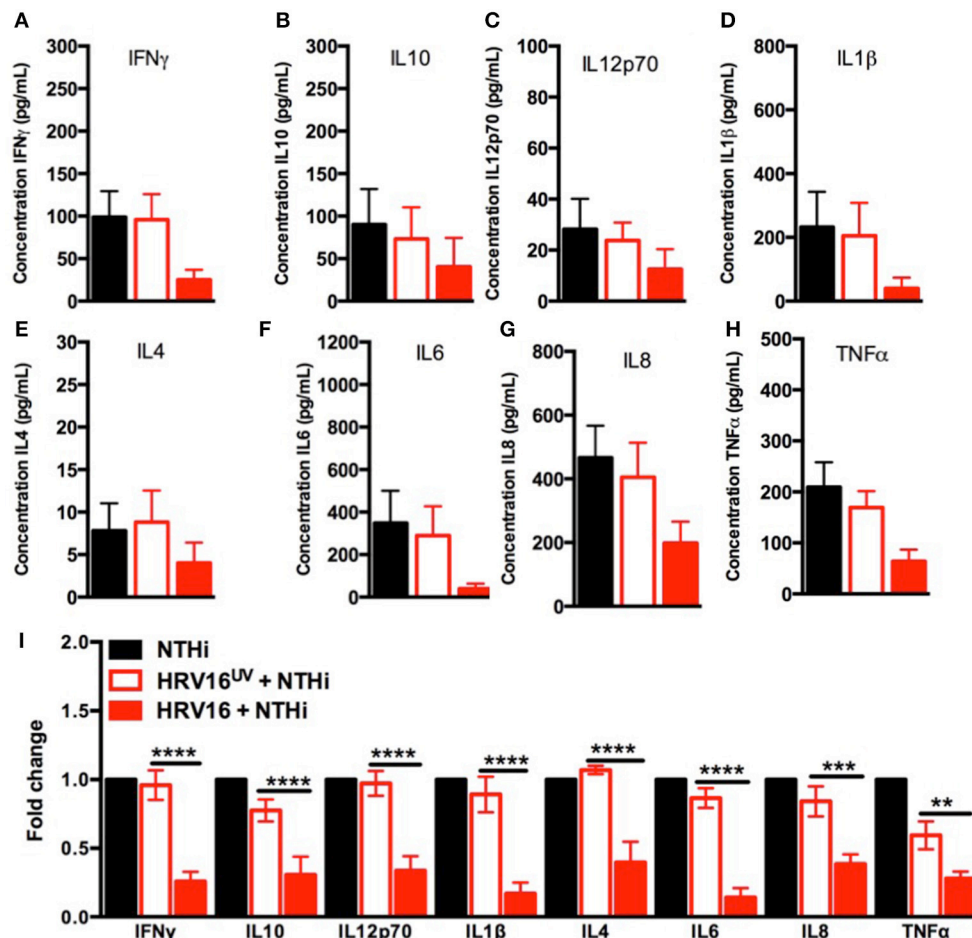 A
B
C
D
IFNγ
IL10
IL12p70
IL1β
Concentration IFNγ (pg/mL)
300
250
200
150
100
50
0
Concentration IL10 (pg/mL)
300
250
200
150
100
50
0
Concentration IL12p70 (pg/mL)
100
80
60
40
20
0
Concentration IL1β (pg/mL)
800
600
400
200
0
E
F
G
H
IL4
IL6
IL8
TNFα
Concentration IL4 (pg/mL)
30
25
20
15
10
5
0
Concentration IL6 (pg/mL)
1200
1000
800
600
400
200
0
Concentration IL8 (pg/mL)
800
600
400
200
0
Concentration TNFα (pg/mL)
500
400
300
200
100
0
I
Fold change
2.0
1.5
1.0
0.5
0.0
NTHi
HRV16UV + NTHi
HRV16 + NTHi
****
****
****
****
****
****
***
**
IFNγ
IL10
IL12p70
IL1β
IL4
IL6
IL8
TNFα